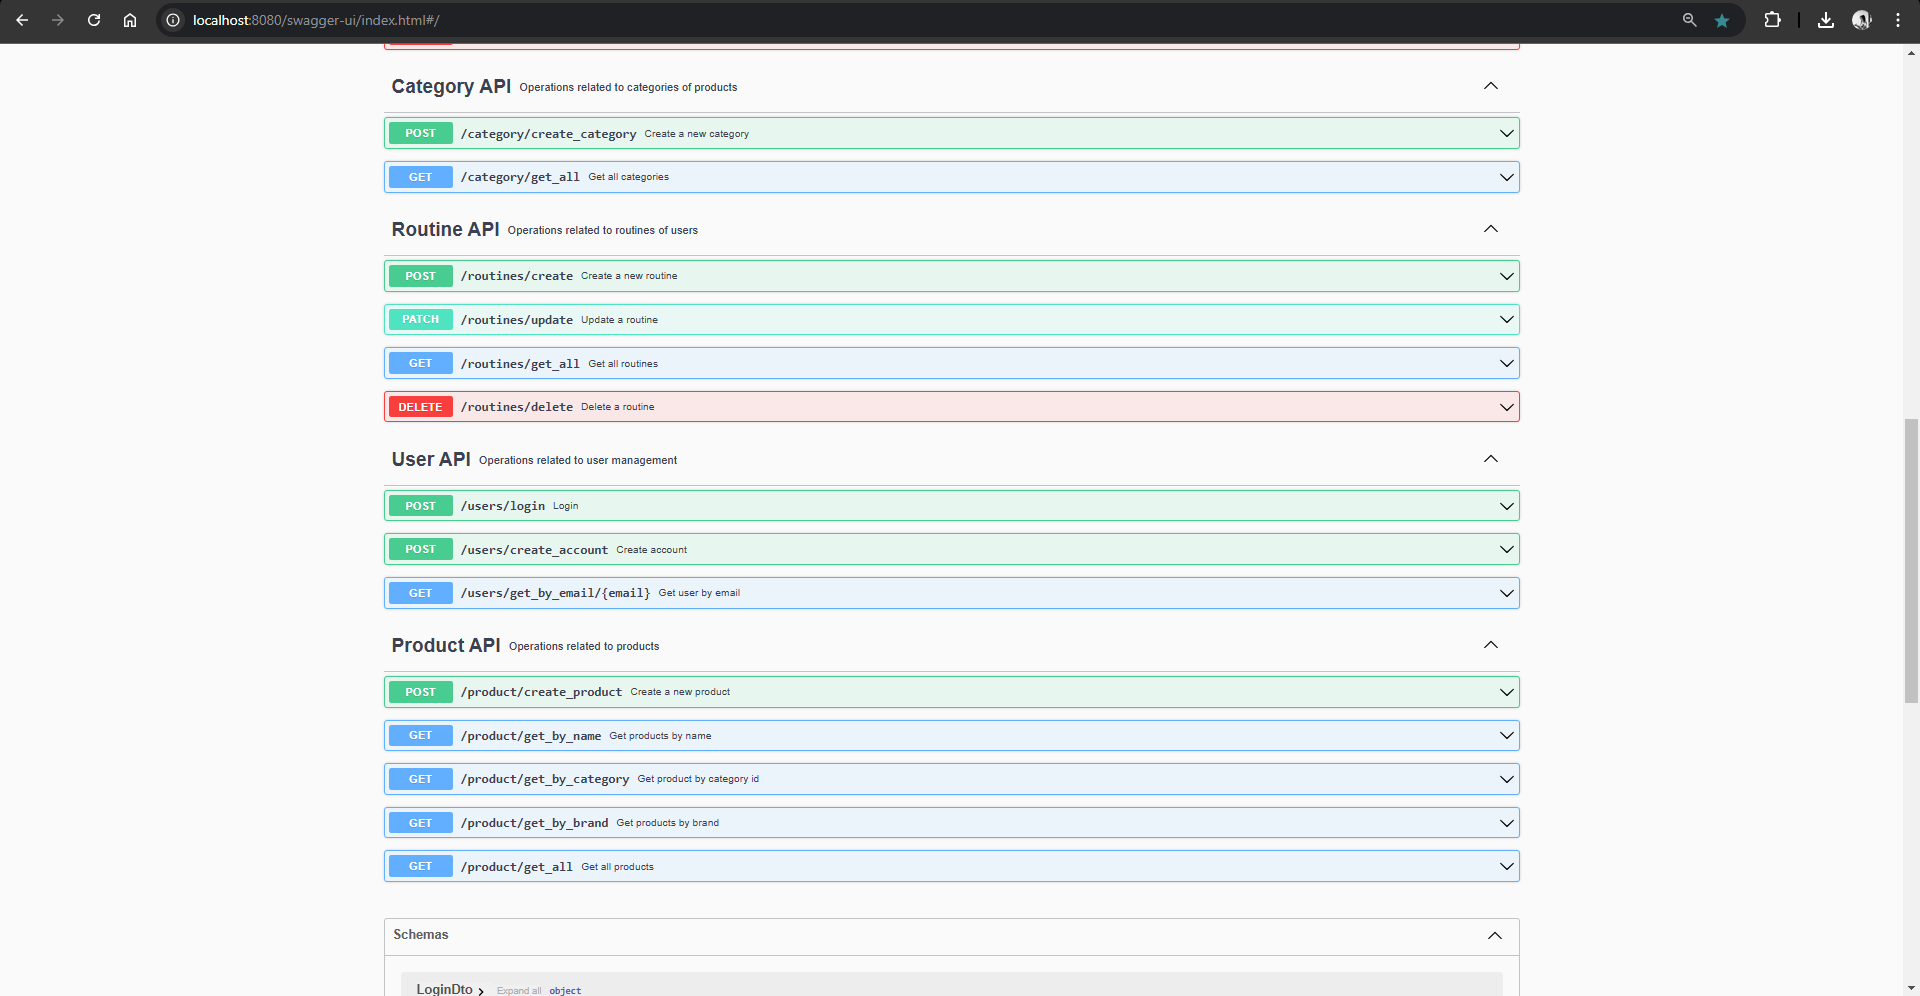 localhost:8080/swagger-ui/index.html#/
Category API Operations related to categories of products
POST /category/create_category Create a new category
GET /category/get_all Get all categories
Routine API Operations related to routines of users
POST /routines/create Create a new routine
PATCH /routines/update Update a routine
GET /routines/get_all Get all routines
DELETE /routines/delete Delete a routine
User API Operations related to user management
POST /users/login Login
POST /users/create_account Create account
GET /users/get_by_email/{email} Get user by email
Product API Operations related to products
POST /product/create_product Create a new product
GET /product/get_by_name Get products by name
GET /product/get_by_category Get product by category id
GET /product/get_by_brand Get products by brand
GET /product/get_all Get all products
Schemas
LoginDto Expand all object